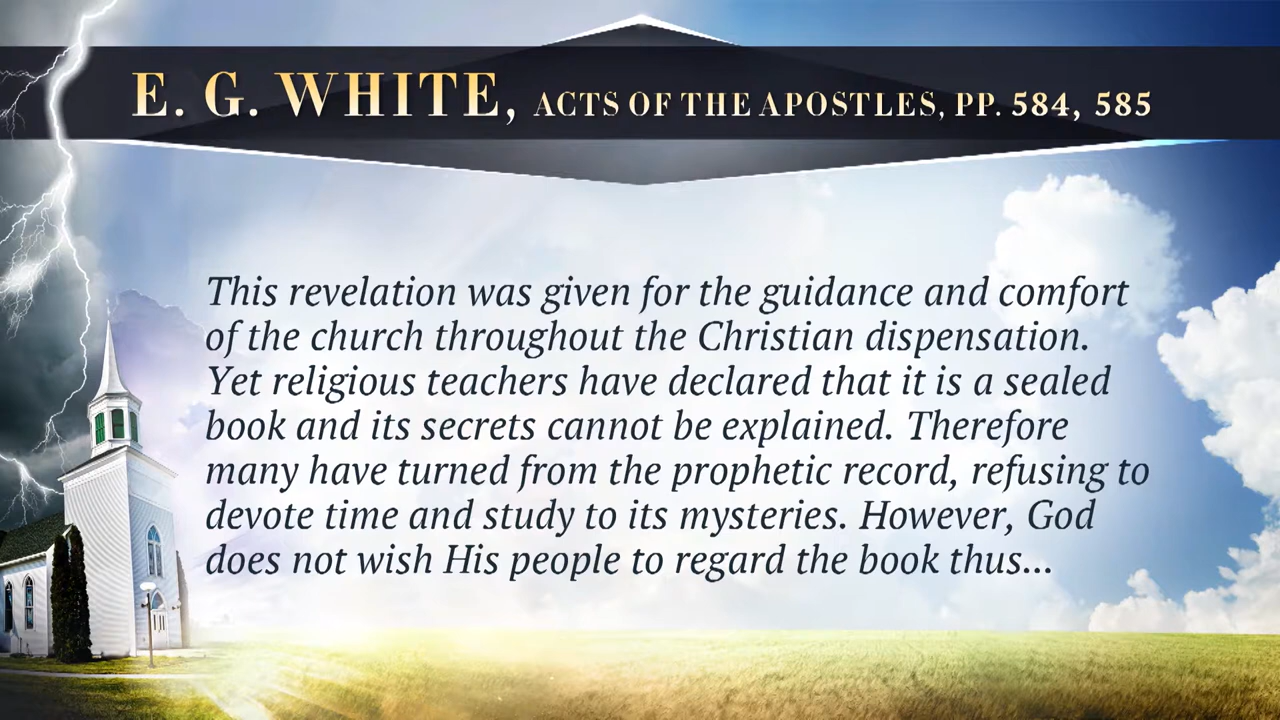 E. G. WHITE, ACTS OF THE APOSTLES, PP. 584, 585
This revelation was given for the guidance and comfort
of the church throughout the Christian dispensation.
Yet religious teachers have declared that it is a sealed
book and its secrets cannot be explained. Therefore
many have turned from the prophetic record, refusing to
devote time and study to its mysteries. However, God
does not wish His people to regard the book thus...